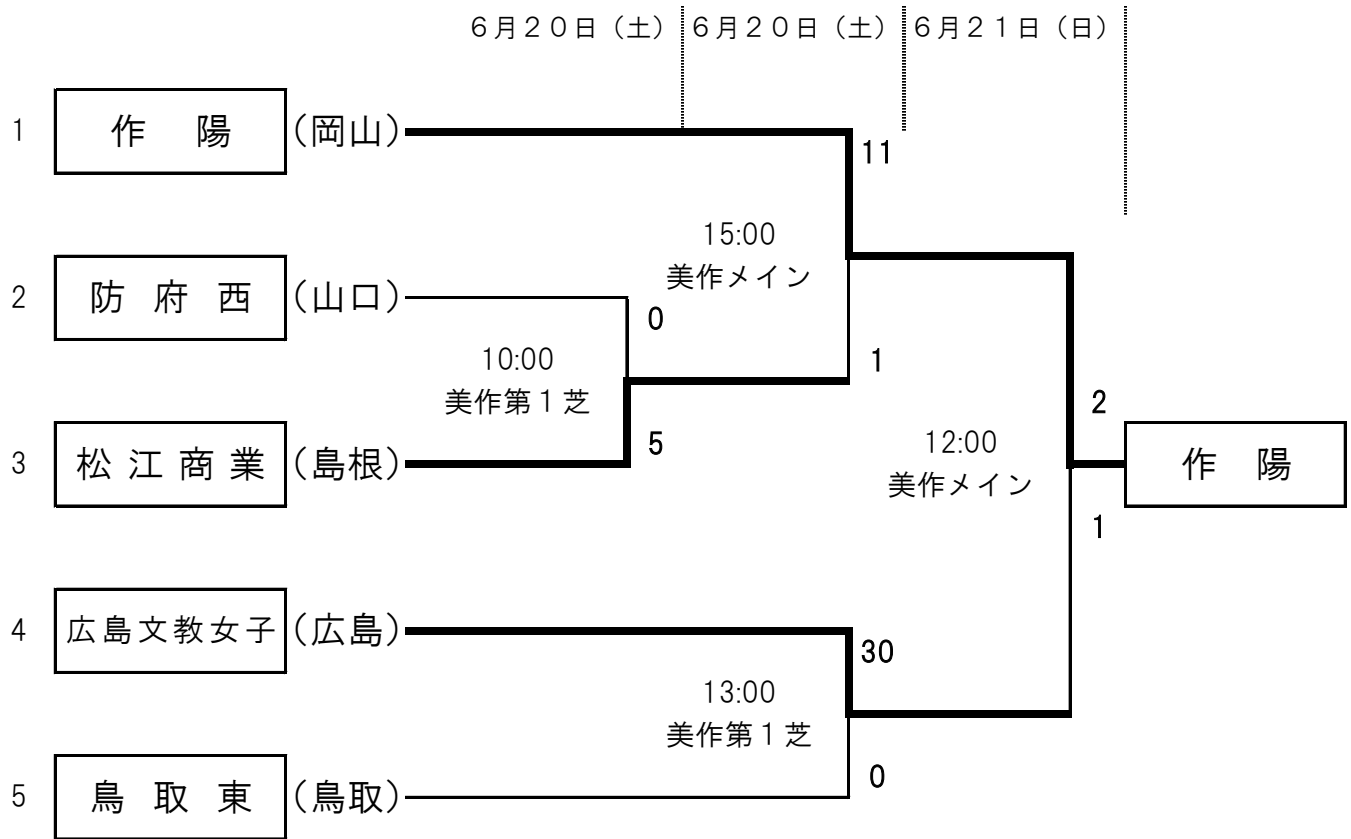 6月20日（土） 6月20日（土） 6月21日（日）
1 作 陽 （岡山）
11
15:00
美作メイン
2 防 府 西 （山口）
0
10:00
美作第１芝
1
5
3 松 江 商 業 （島根）
2
12:00
美作メイン
作 陽
1
4 広島文教女子 （広島）
30
13:00
美作第１芝
0
5 鳥 取 東 （鳥取）